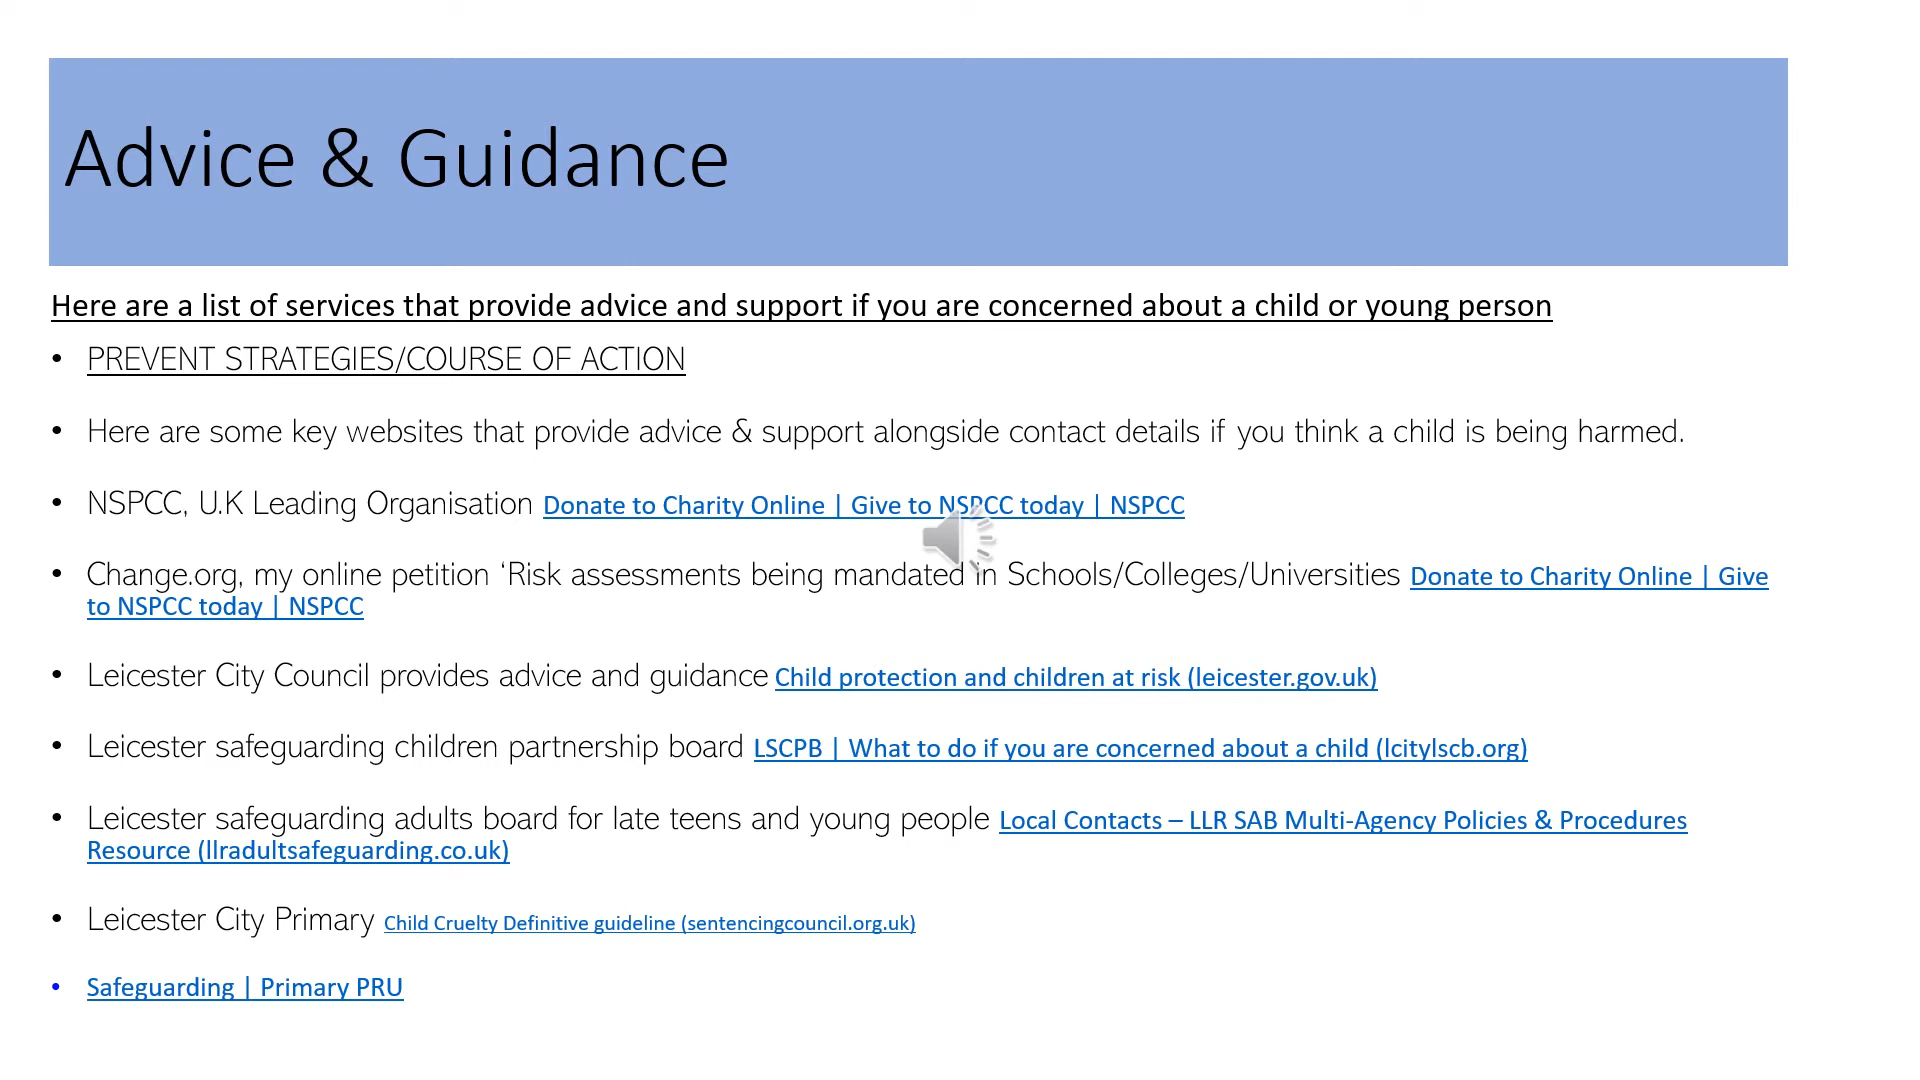 Advice & Guidance
Here are a list of services that provide advice and support if you are concerned about a child or young person
• PREVENT STRATEGIES/COURSE OF ACTION
• Here are some key websites that provide advice & support alongside contact details if you think a child is being harmed.
• NSPCC, U.K Leading Organisation Donate to Charity Online | Give to NSPCC today | NSPCC
• Change.org, my online petition ‘Risk assessments being mandated in Schools/Colleges/Universities Donate to Charity Online | Give
to NSPCC today | NSPCC
• Leicester City Council provides advice and guidance Child protection and children at risk (leicester.gov.uk)
• Leicester safeguarding children partnership board LSCPB | What to do if you are concerned about a child (lcitylscb.org)
• Leicester safeguarding adults board for late teens and young people Local Contacts – LLR SAB Multi-Agency Policies & Procedures
Resource (llradultsafeguarding.co.uk)
• Leicester City Primary Child Cruelty Definitive guideline (sentencingcouncil.org.uk)
• Safeguarding | Primary PRU